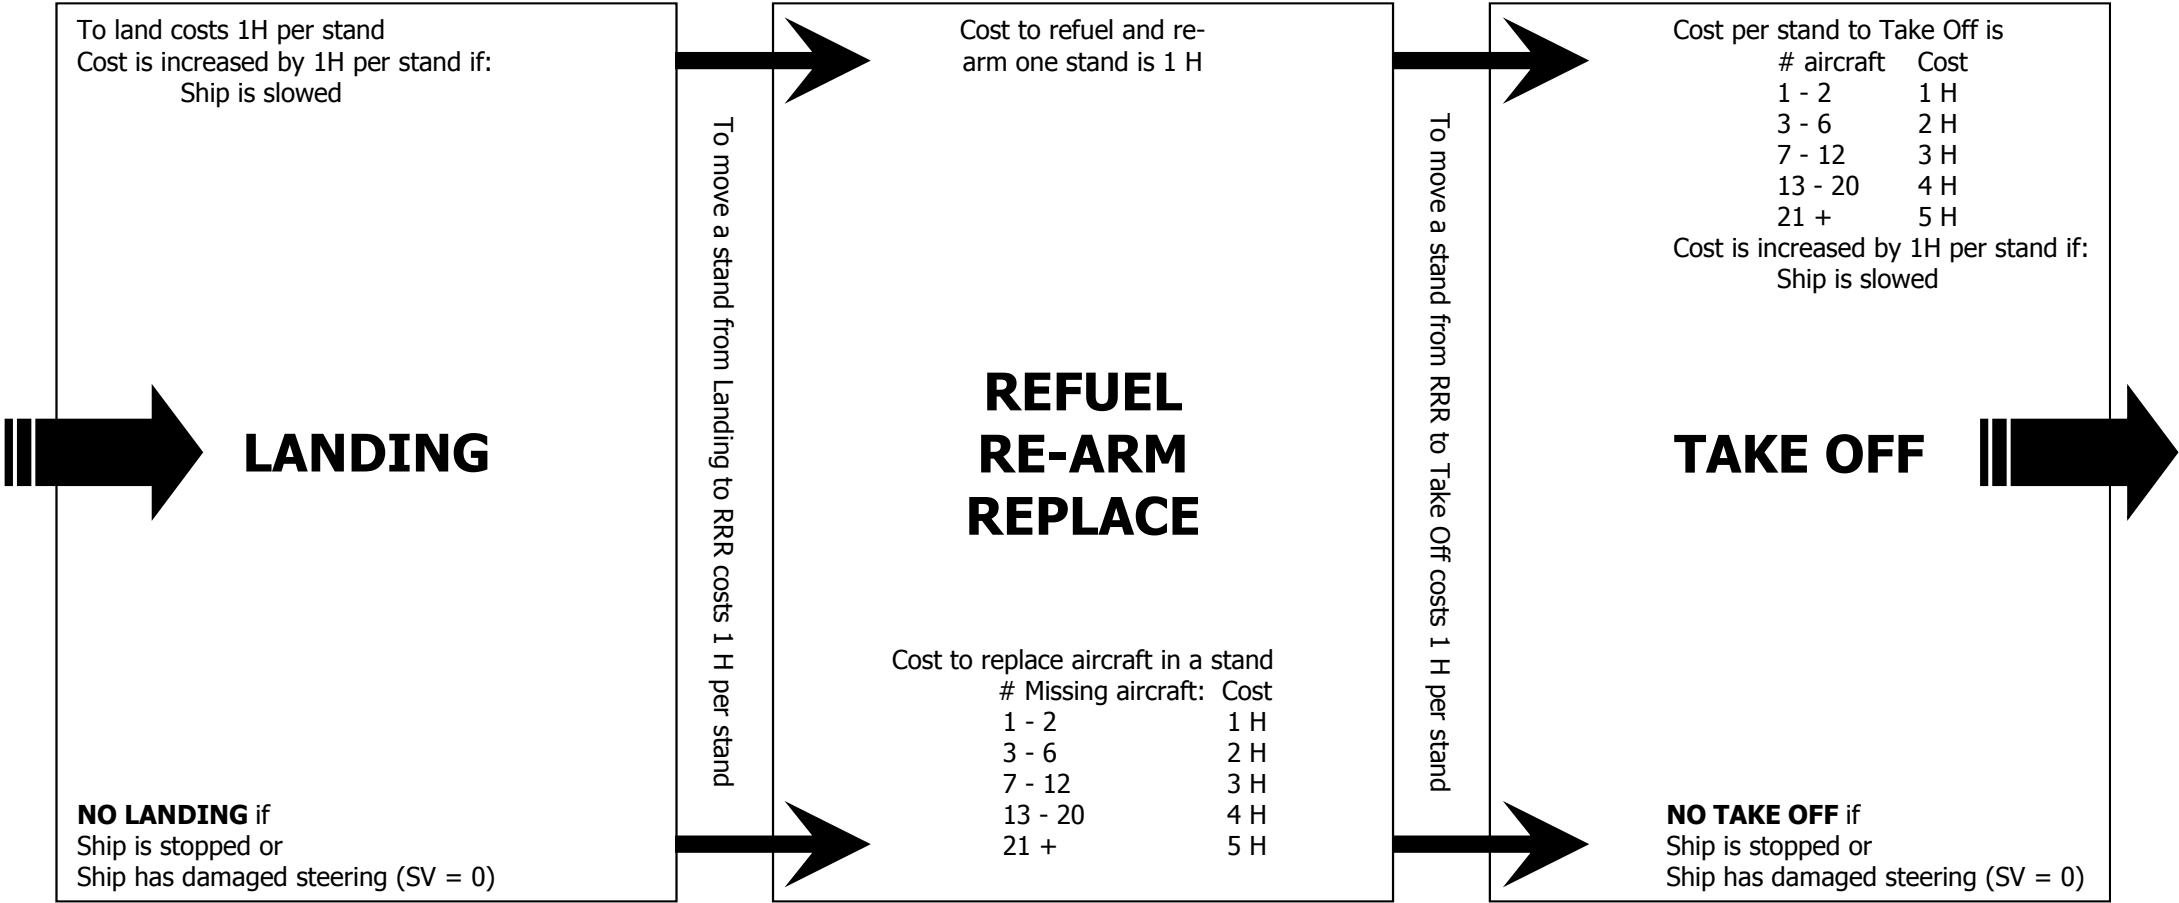 To land costs 1H per stand
Cost is increased by 1H per stand if:
Ship is slowed
LANDING
NO LANDING if
Ship is stopped or
Ship has damaged steering (SV = 0)
To move a stand from Landing to RRR costs 1 H per stand
Cost to refuel and re-
arm one stand is 1 H
REFUEL
RE-ARM
REPLACE
Cost to replace aircraft in a stand
# Missing aircraft: Cost
1 - 2 1 H
3 - 6 2 H
7 - 12 3 H
13 - 20 4 H
21 + 5 H
To move a stand from RRR to Take Off costs 1 H per stand
Cost per stand to Take Off is
# aircraft Cost
1 - 2 1 H
3 - 6 2 H
7 - 12 3 H
13 - 20 4 H
21 + 5 H
Cost is increased by 1H per stand if:
Ship is slowed
TAKE OFF
NO TAKE OFF if
Ship is stopped or
Ship has damaged steering (SV = 0)